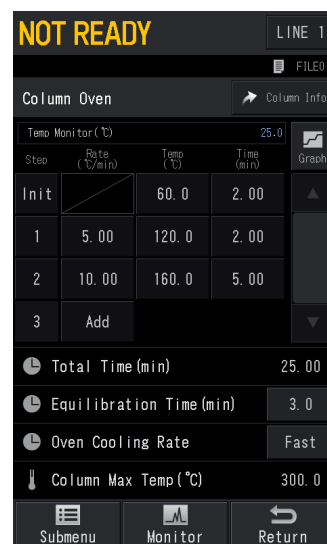 NOT READY LINE 1
FILE0
Column Oven Column Info
Temp Monitor(℃) 25.0
Step Rate (℃/min) Temp (℃) Time (min) Graph
Init 60.0 2.00
1 5.00 120.0 2.00
2 10.00 160.0 5.00
3 Add
Total Time(min) 25.00
Equilibration Time(min) 3.0
Oven Cooling Rate Fast
Column Max Temp(℃) 300.0
Submenu Monitor Return